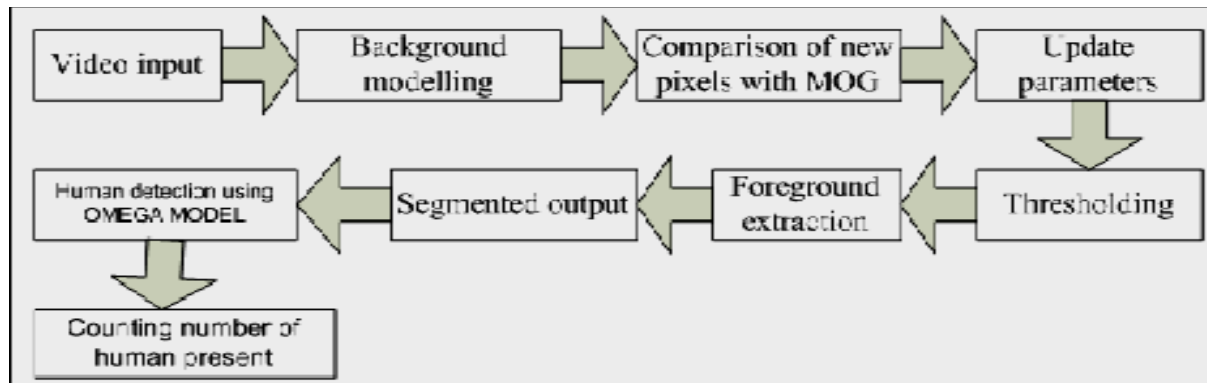 Video input
Background
modelling
Comparison of new
pixels with MOG
Update
parameters
Thresholding
Foreground
extraction
Segmented output
Human detection using
OMEGA MODEL
Counting number of
human present